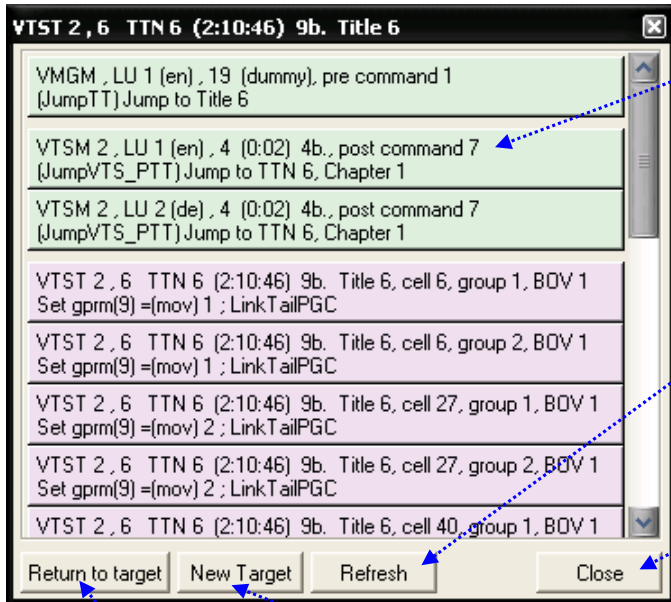 VTST 2 , 6 TTN 6 (2:10:46) 9b. Title 6
VMGM , LU 1 (en) , 19 (dummy), pre command 1
(JumpTT) Jump to Title 6
VTSM 2 , LU 1 (en) , 4 (0:02) 4b., post command 7
(JumpVTS_PTT) Jump to TTN 6, Chapter 1
VTSM 2 , LU 2 (de) , 4 (0:02) 4b., post command 7
(JumpVTS_PTT) Jump to TTN 6, Chapter 1
VTST 2 , 6 TTN 6 (2:10:46) 9b. Title 6, cell 6, group 1, BOV 1
Set gprm(9) =(mov) 1 ; LinkTailPGC
VTST 2 , 6 TTN 6 (2:10:46) 9b. Title 6, cell 6, group 2, BOV 1
Set gprm(9) =(mov) 1 ; LinkTailPGC
VTST 2 , 6 TTN 6 (2:10:46) 9b. Title 6, cell 27, group 1, BOV 1
Set gprm(9) =(mov) 2 ; LinkTailPGC
VTST 2 , 6 TTN 6 (2:10:46) 9b. Title 6, cell 27, group 2, BOV 1
Set gprm(9) =(mov) 2 ; LinkTailPGC
VTST 2 , 6 TTN 6 (2:10:46) 9b. Title 6, cell 40, group 1, BOV 1
Return to target New Target Refresh Close